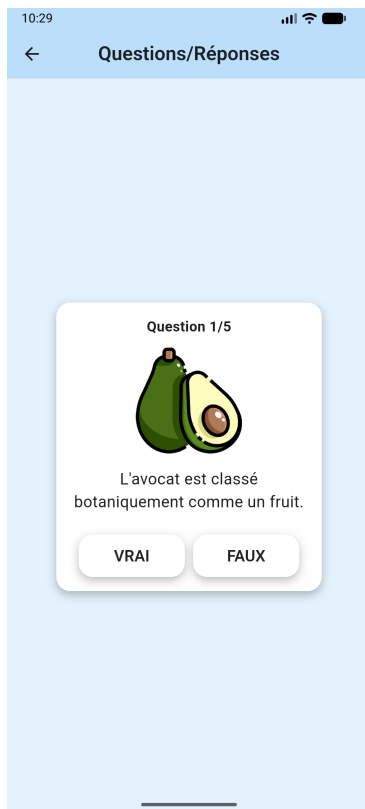 10:29
Questions/Réponses
Question 1/5
L'avocat est classé
botaniquement comme un fruit.
VRAI
FAUX